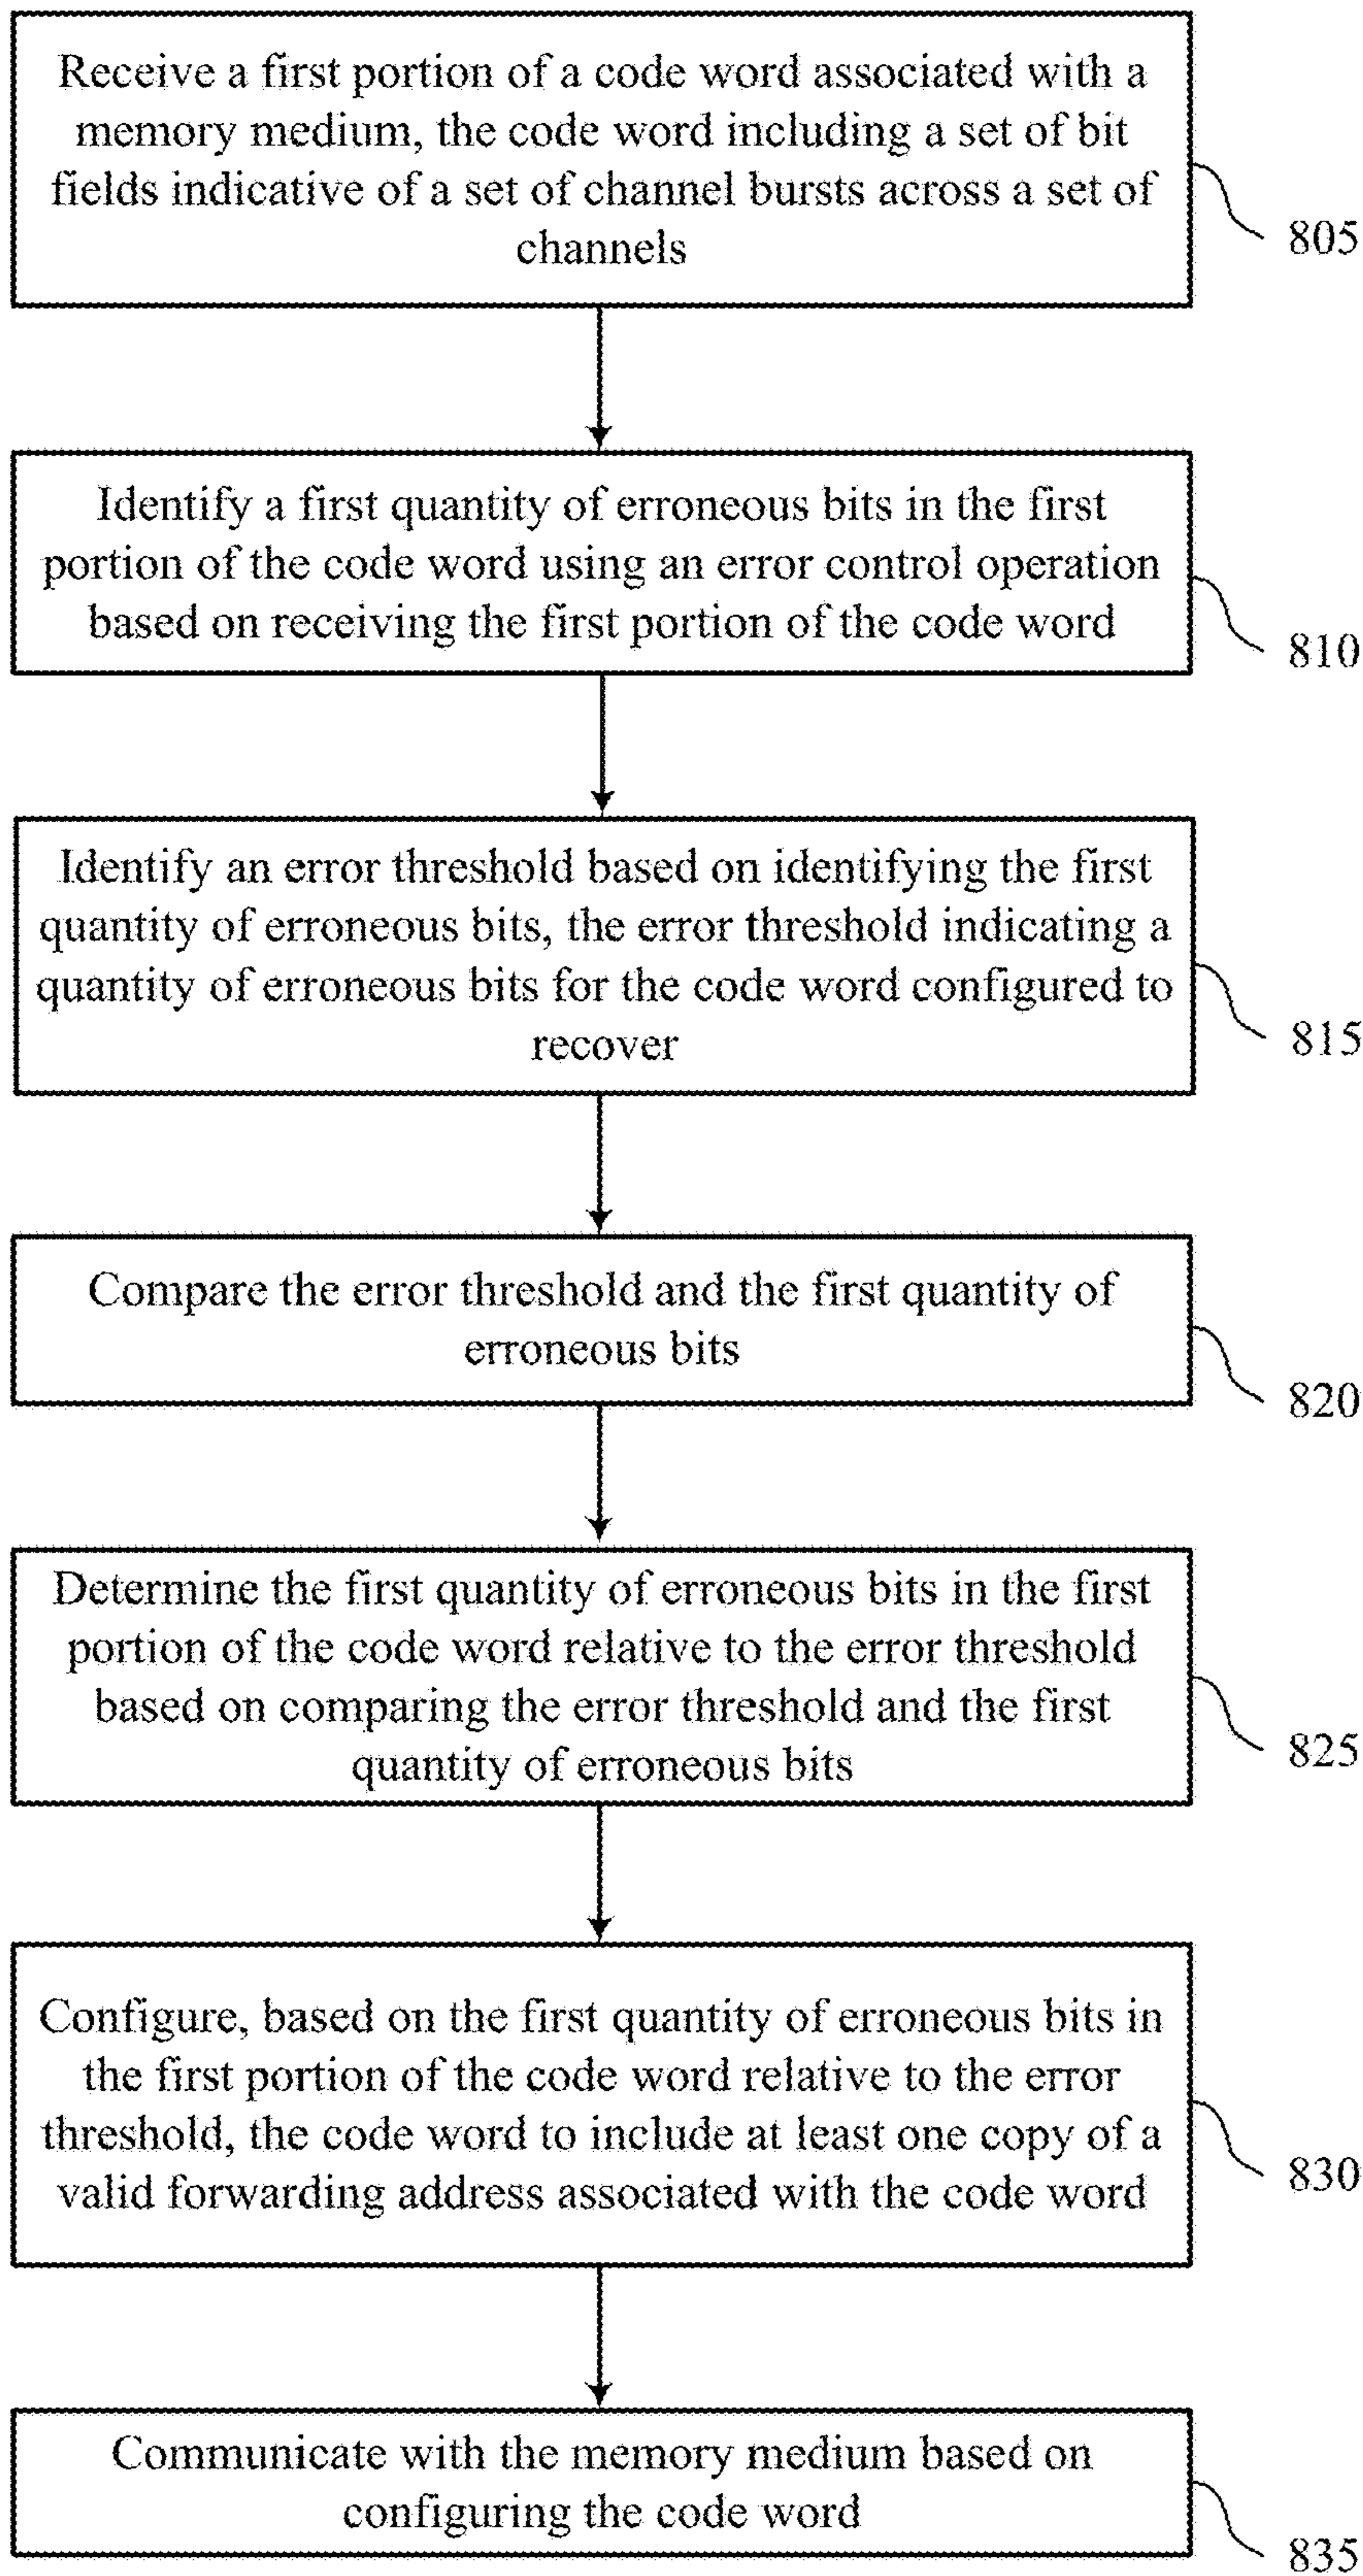 Receive a first portion of a code word associated with a
memory medium, the code word including a set of bit
fields indicative of a set of channel bursts across a set of
channels
805
Identify a first quantity of erroneous bits in the first
portion of the code word using an error control operation
based on receiving the first portion of the code word
810
Identify an error threshold based on identifying the first
quantity of erroneous bits, the error threshold indicating a
quantity of erroneous bits for the code word configured to
recover
815
Compare the error threshold and the first quantity of
erroneous bits
820
Determine the first quantity of erroneous bits in the first
portion of the code word relative to the error threshold
based on comparing the error threshold and the first
quantity of erroneous bits
825
Configure, based on the first quantity of erroneous bits in
the first portion of the code word relative to the error
threshold, the code word to include at least one copy of a
valid forwarding address associated with the code word
830
Communicate with the memory medium based on
configuring the code word
835